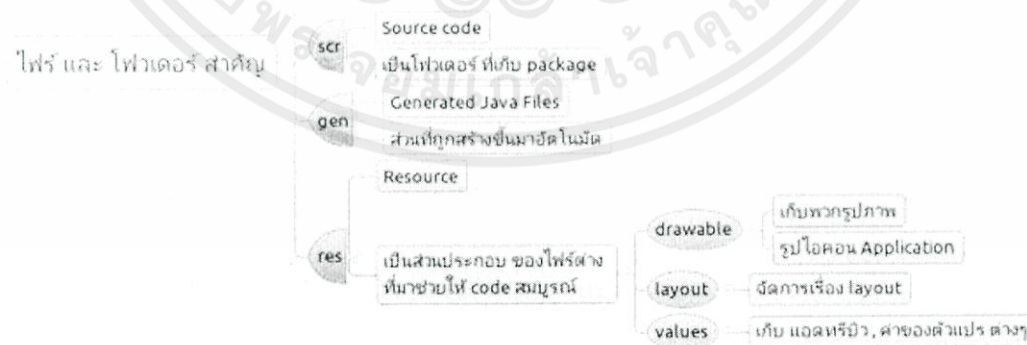 ไฟร์ และ โฟวเดอร์ สำคัญ
scr
Source code
เป็นโฟวเดอร์ ที่เก็บ package
gen
Generated Java Files
ส่วนที่ถูกสร้างขึ้นมาอัตโนมัต
res
Resource
เป็นส่วนประกอบ ของไฟร์ต่าง
ที่มาช่วยให้ code สมบูรณ์
drawable
เก็บพวกรูปภาพ
รูปไอคอน Application
layout
จัดการเรื่อง layout
values
เก็บ แอตทรีบิว , ค่าของตัวแปร ต่างๆ